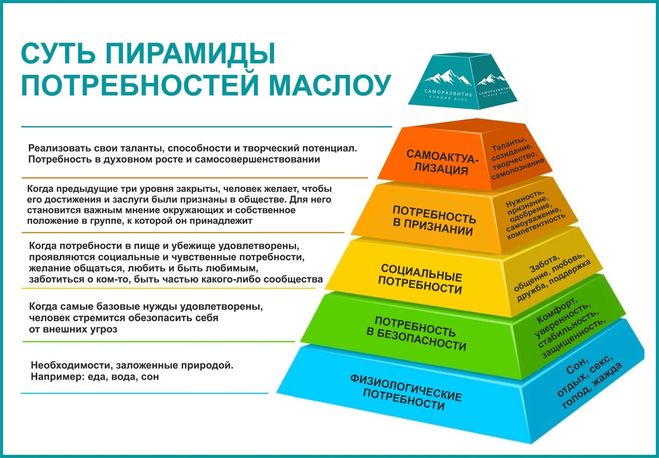 СУТЬ ПИРАМИДЫ
ПОТРЕБНОСТЕЙ МАСЛОУ
САМОРАЗВИТИЕ
КАЖДЫЙ ДЕНЬ
САМОРАЗВИТИЕ
Реализовать свои таланты, способности и творческий потенциал.
Потребность в духовном росте и самосовершенствовании
САМОАКТУА-
ЛИЗАЦИЯ
Таланты,
созидание,
творчество,
самопознание
Когда предыдущие три уровня закрыты, человек желает, чтобы
его достижения и заслуги были признаны в обществе. Для него
становится важным мнение окружающих и собственное
положение в группе, к которой он принадлежит
ПОТРЕБНОСТЬ
В ПРИЗНАНИИ
Нужность,
признание,
одобрение,
самоуважение,
компетентность
Когда потребности в пище и убежище удовлетворены,
проявляются социальные и чувственные потребности,
желание общаться, любить и быть любимым,
заботиться о ком-то, быть частью какого-либо сообщества
СОЦИАЛЬНЫЕ
ПОТРЕБНОСТИ
Забота,
общение, любовь,
дружба, поддержка
Когда самые базовые нужды удовлетворены,
человек стремится обезопасить себя
от внешних угроз
ПОТРЕБНОСТЬ
В БЕЗОПАСНОСТИ
Комфорт,
уверенность,
стабильность,
защищенность,
Необходимости, заложенные природой.
Например: еда, вода, сон
ФИЗИОЛОГИЧЕСКИЕ
ПОТРЕБНОСТИ
Сон,
отдых, секс,
голод, жажда